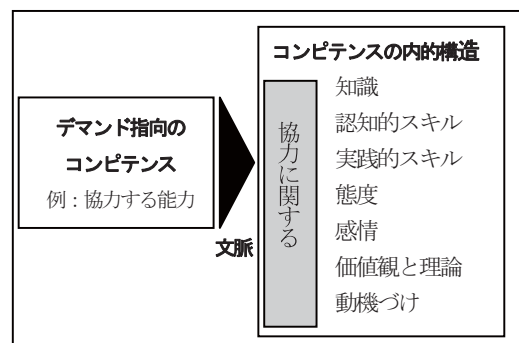 デマンド指向の
コンピテンス
例：協力する能力
文脈
コンピテンスの内的構造
協力に関する
知識
認知的スキル
実践的スキル
態度
感情
価値観と理論
動機づけ